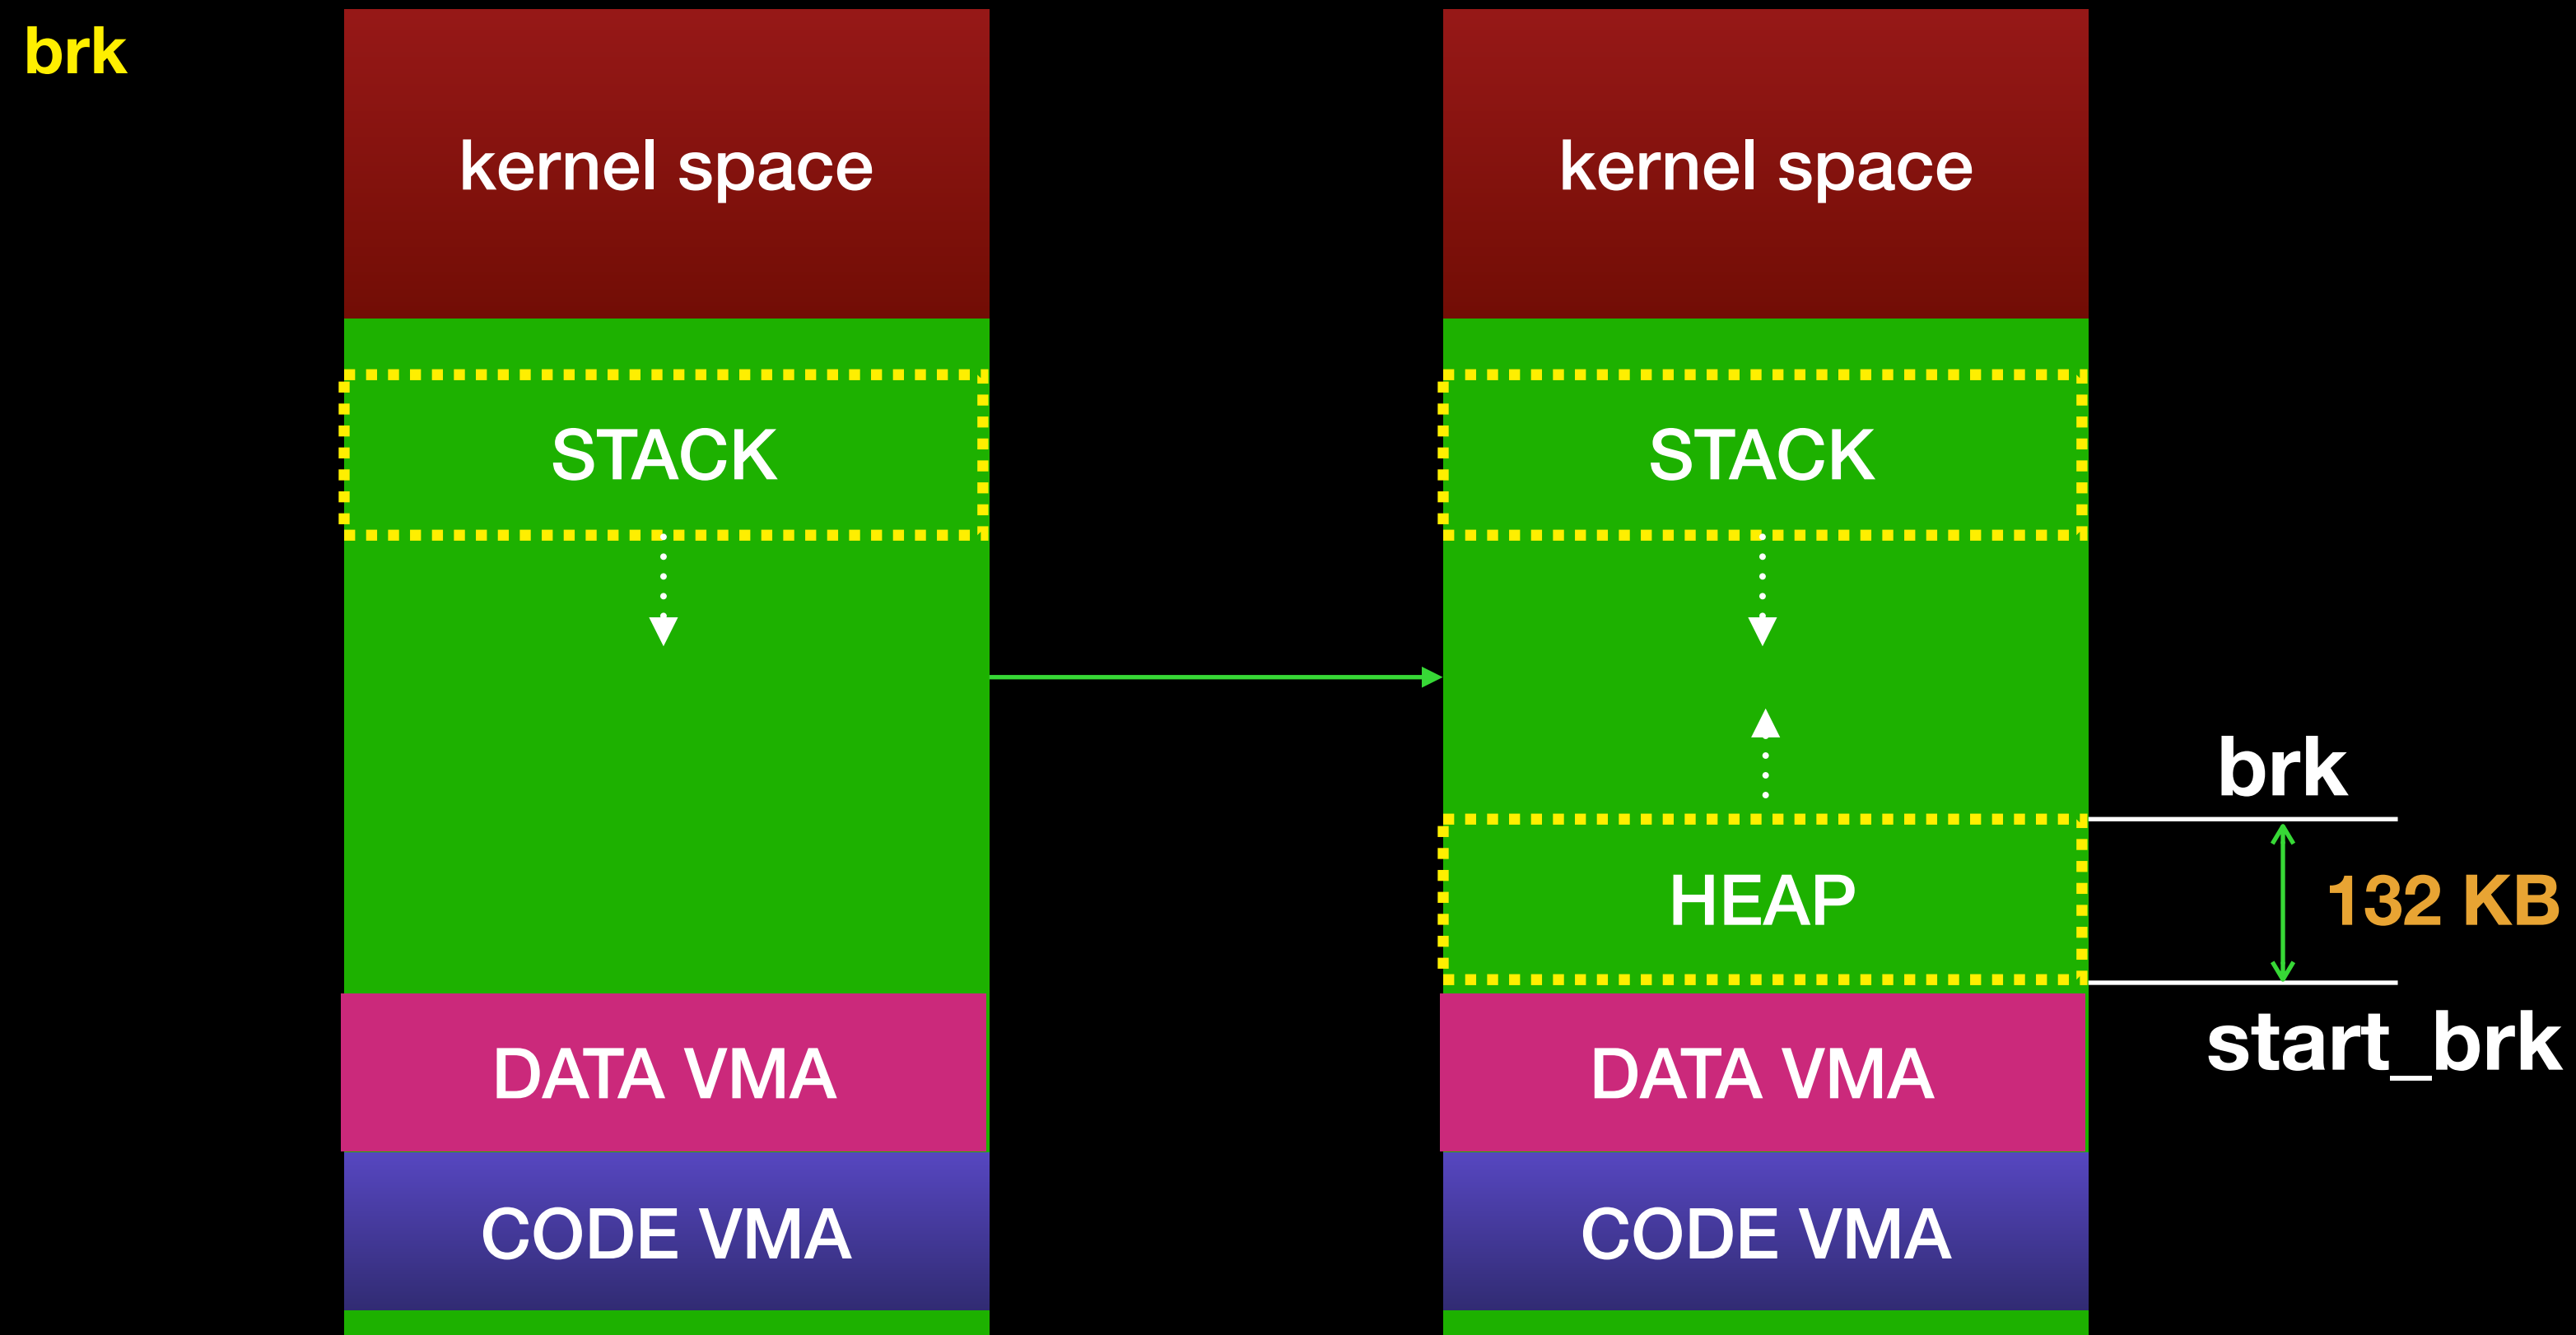 brk
kernel space
STACK
DATA VMA
CODE VMA
kernel space
STACK
HEAP
DATA VMA
CODE VMA
brk
132 KB
start_brk